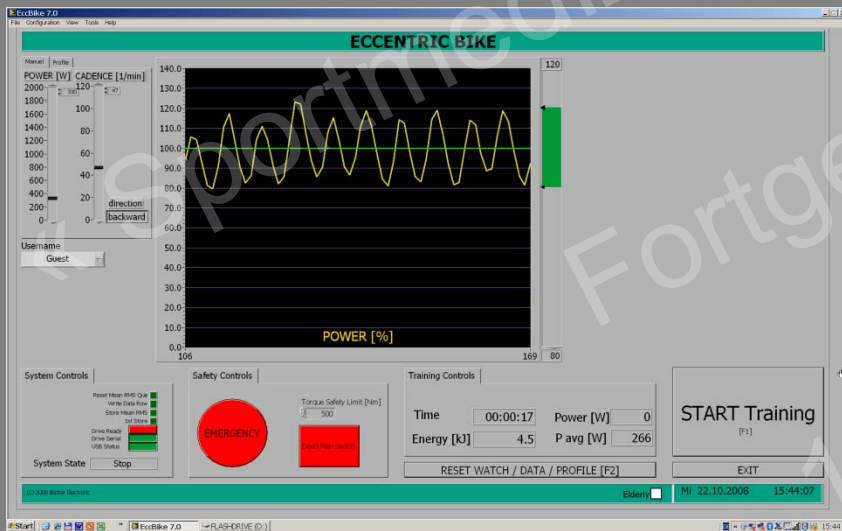 EccBike 7.0
File Configuration View Tools Help
ECCENTRIC BIKE
Manuel Profile
POWER [W] CADENCE [1/min]
2000
1800
1600
1400
1200
1000
800
600
400
200
0
120
100
80
60
40
20
0
47
direction
backward
Username
Guest
140.0
130.0
120.0
110.0
100.0
90.0
80.0
70.0
60.0
50.0
40.0
30.0
20.0
10.0
0.0
POWER [%]
106
169
120
80
System Controls
Reset Mean RMS Que
Write Data Row
Store Mean RMS
1st Store
Drive Ready
Drive Serial
USB Status
System State Stop
Safety Controls
EMERGENCY
Torque Safety Limit [Nm]
500
Dead Man Switch
Training Controls
Time 00:00:17 Power [W] 0
Energy [kJ] 4.5 P avg [W] 266
RESET WATCH / DATA / PROFILE [F2]
START Training
[F1]
EXIT
Elderly
Mi 22.10.2008 15:44:07
Start EccBike 7.0 FLASHDRIVE (D:) 15:44
« Sportmedi
Fortge